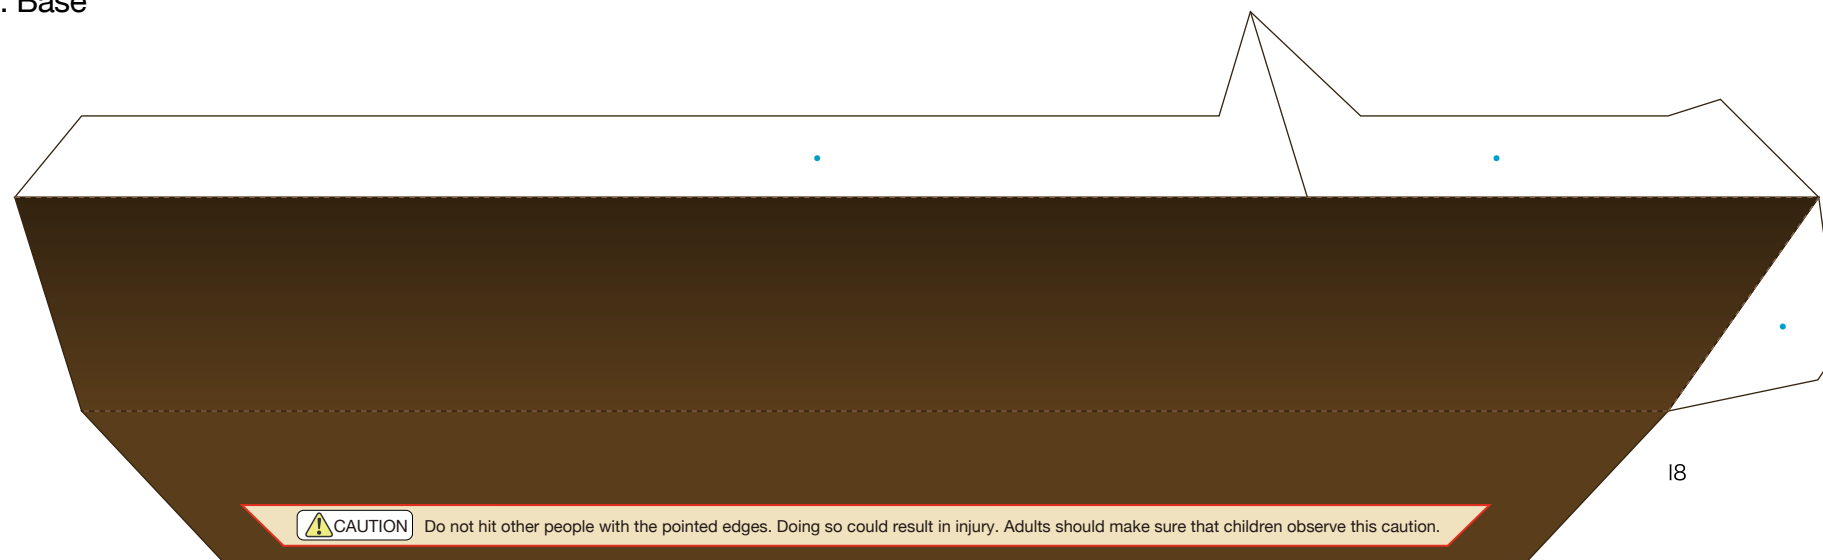 . Base
I8
CAUTION Do not hit other people with the pointed edges. Doing so could result in injury. Adults should make sure that children observe this caution.